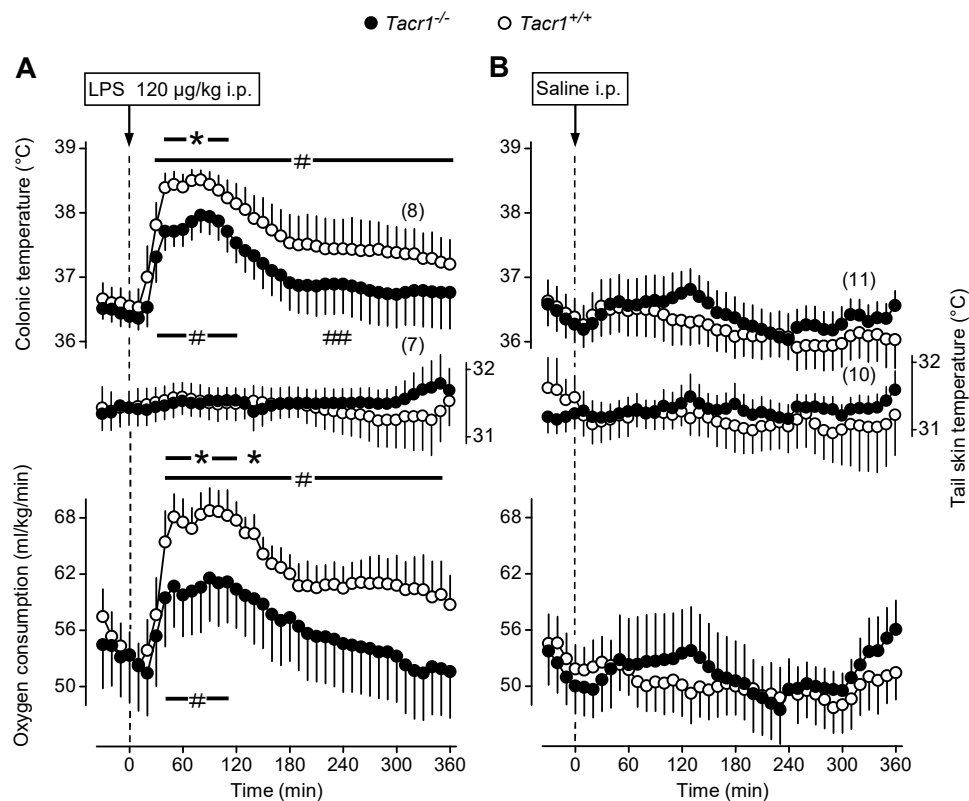 Tacr1-/- Tacr1+/+
A
B
LPS 120 µg/kg i.p.
Saline i.p.
Colonic temperature (°C)
39
38
37
36
*
#
(8)
#
##
(7)
32
31
* *
#
Oxygen consumption (ml/kg/min)
68
62
56
50
#
0 60 120 180 240 300 360
Time (min)
39
38
37
36
(11)
(10)
32
31
Tail skin temperature (°C)
68
62
56
50
0 60 120 180 240 300 360
Time (min)